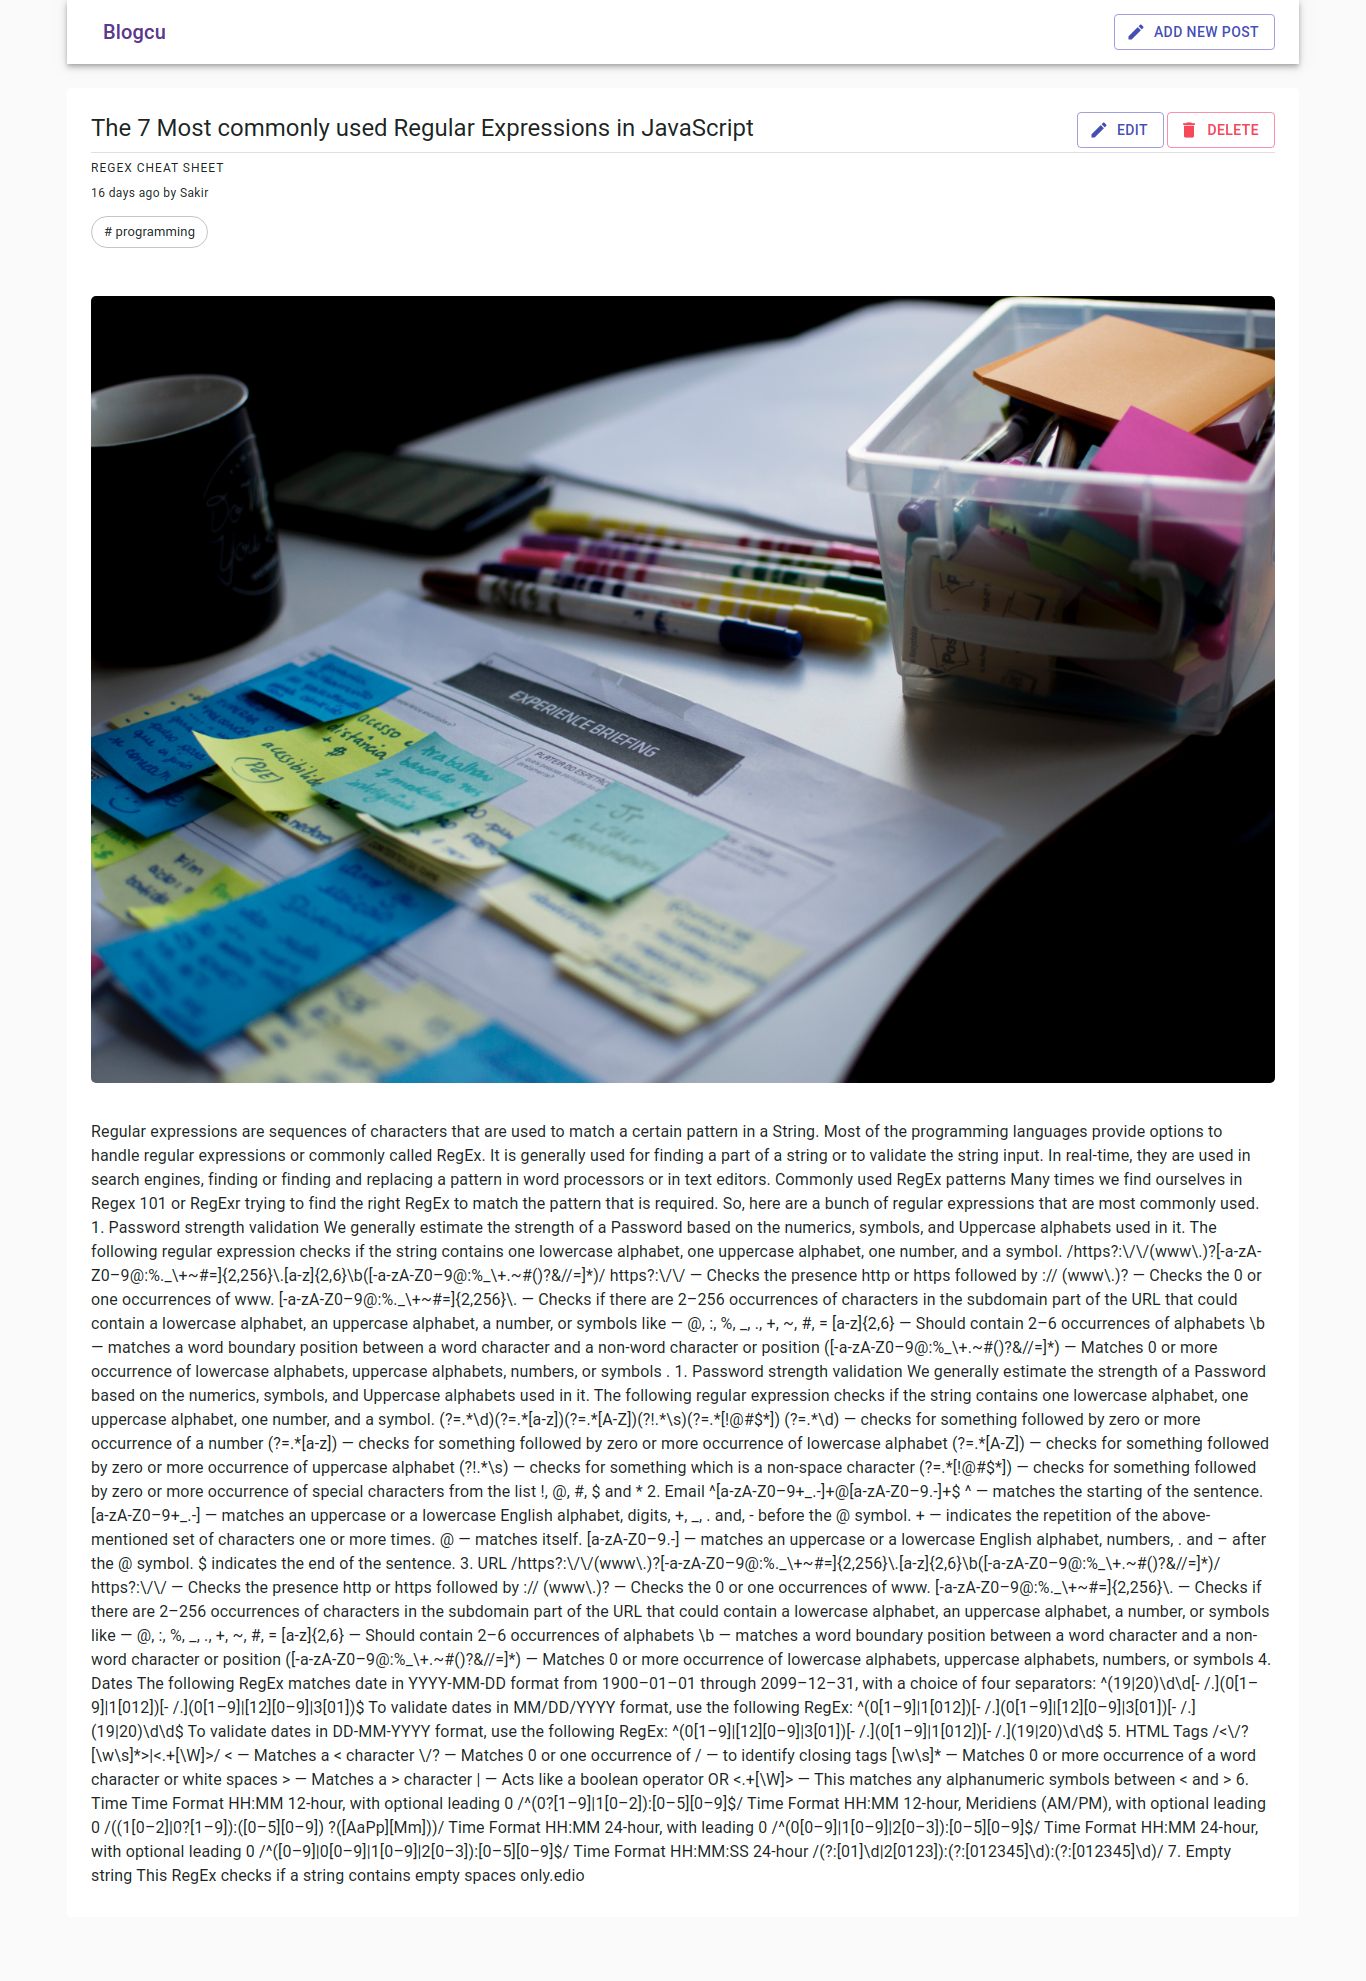 Blogcu
ADD NEW POST
The 7 Most commonly used Regular Expressions in JavaScript
EDIT
DELETE
REGEX CHEAT SHEET
16 days ago by Sakir
# programming
EXPERIENCE BRIEFING
Regular expressions are sequences of characters that are used to match a certain pattern in a String. Most of the programming languages provide options to
handle regular expressions or commonly called RegEx. It is generally used for finding a part of a string or to validate the string input. In real-time, they are used in
search engines, finding or finding and replacing a pattern in word processors or in text editors. Commonly used RegEx patterns Many times we find ourselves in
Regex 101 or RegExr trying to find the right RegEx to match the pattern that is required. So, here are a bunch of regular expressions that are most commonly used.
1. Password strength validation We generally estimate the strength of a Password based on the numerics, symbols, and Uppercase alphabets used in it. The
following regular expression checks if the string contains one lowercase alphabet, one uppercase alphabet, one number, and a symbol. /https?:\/\/(www\.)?[-a-zA-
Z0–9@:%._\+~#=]{2,256}\.[a-z]{2,6}\b([-a-zA-Z0–9@:%_\+.~#()?&//=]*)/ https?:\/\/ — Checks the presence http or https followed by :// (www\.)? — Checks the 0 or
one occurrences of www. [-a-zA-Z0–9@:%._\+~#=]{2,256}\. — Checks if there are 2–256 occurrences of characters in the subdomain part of the URL that could
contain a lowercase alphabet, an uppercase alphabet, a number, or symbols like — @, :, %, _, ., +, ~, #, = [a-z]{2,6} — Should contain 2–6 occurrences of alphabets \b
— matches a word boundary position between a word character and a non-word character or position ([-a-zA-Z0–9@:%_\+.~#()?&//=]*) — Matches 0 or more
occurrence of lowercase alphabets, uppercase alphabets, numbers, or symbols . 1. Password strength validation We generally estimate the strength of a Password
based on the numerics, symbols, and Uppercase alphabets used in it. The following regular expression checks if the string contains one lowercase alphabet, one
uppercase alphabet, one number, and a symbol. (?=.*\d)(?=.*[a-z])(?=.*[A-Z])(?!.*\s)(?=.*[!@#$*]) (?=.*\d) — checks for something followed by zero or more
occurrence of a number (?=.*[a-z]) — checks for something followed by zero or more occurrence of lowercase alphabet (?=.*[A-Z]) — checks for something followed
by zero or more occurrence of uppercase alphabet (?!.*\s) — checks for something which is a non-space character (?=.*[!@#$*]) — checks for something followed
by zero or more occurrence of special characters from the list !, @, #, $ and * 2. Email ^[a-zA-Z0–9+_.-]+@[a-zA-Z0–9.-]+$ ^ — matches the starting of the sentence.
[a-zA-Z0–9+_.-] — matches an uppercase or a lowercase English alphabet, digits, +, _, . and, - before the @ symbol. + — indicates the repetition of the above-
mentioned set of characters one or more times. @ — matches itself. [a-zA-Z0–9.-] — matches an uppercase or a lowercase English alphabet, numbers, . and – after
the @ symbol. $ indicates the end of the sentence. 3. URL /https?:\/\/(www\.)?[-a-zA-Z0–9@:%._\+~#=]{2,256}\.[a-z]{2,6}\b([-a-zA-Z0–9@:%_\+.~#()?&//=]*)/
https?:\/\/ — Checks the presence http or https followed by :// (www\.)? — Checks the 0 or one occurrences of www. [-a-zA-Z0–9@:%._\+~#=]{2,256}\. — Checks if
there are 2–256 occurrences of characters in the subdomain part of the URL that could contain a lowercase alphabet, an uppercase alphabet, a number, or symbols
like — @, :, %, _, ., +, ~, #, = [a-z]{2,6} — Should contain 2–6 occurrences of alphabets \b — matches a word boundary position between a word character and a non-
word character or position ([-a-zA-Z0–9@:%_\+.~#()?&//=]*) — Matches 0 or more occurrence of lowercase alphabets, uppercase alphabets, numbers, or symbols 4.
Dates The following RegEx matches date in YYYY-MM-DD format from 1900–01–01 through 2099–12–31, with a choice of four separators: ^(19|20)\d\d[- /.](0[1–
9]|1[012])[- /.](0[1–9]|[12][0–9]|3[01])$ To validate dates in MM/DD/YYYY format, use the following RegEx: ^(0[1–9]|1[012])[- /.](0[1–9]|[12][0–9]|3[01])[- /.]
(19|20)\d\d$ To validate dates in DD-MM-YYYY format, use the following RegEx: ^(0[1–9]|[12][0–9]|3[01])[- /.](0[1–9]|1[012])[- /.](19|20)\d\d$ 5. HTML Tags /<\/?
[\w\s]*>|<.+[\W]>/ < — Matches a < character \/? — Matches 0 or one occurrence of / — to identify closing tags [\w\s]* — Matches 0 or more occurrence of a word
character or white spaces > — Matches a > character | — Acts like a boolean operator OR <.+[\W]> — This matches any alphanumeric symbols between < and > 6.
Time Time Format HH:MM 12-hour, with optional leading 0 /^(0?[1–9]|1[0–2]):[0–5][0–9]$/ Time Format HH:MM 12-hour, Meridiens (AM/PM), with optional leading
0 /((1[0–2]|0?[1–9]):([0–5][0–9]) ?([AaPp][Mm]))/ Time Format HH:MM 24-hour, with leading 0 /^(0[0–9]|1[0–9]|2[0–3]):[0–5][0–9]$/ Time Format HH:MM 24-hour,
with optional leading 0 /^([0–9]|0[0–9]|1[0–9]|2[0–3]):[0–5][0–9]$/ Time Format HH:MM:SS 24-hour /(?:[01]\d|2[0123]):(?:[012345]\d):(?:[012345]\d)/ 7. Empty
string This RegEx checks if a string contains empty spaces only.edio